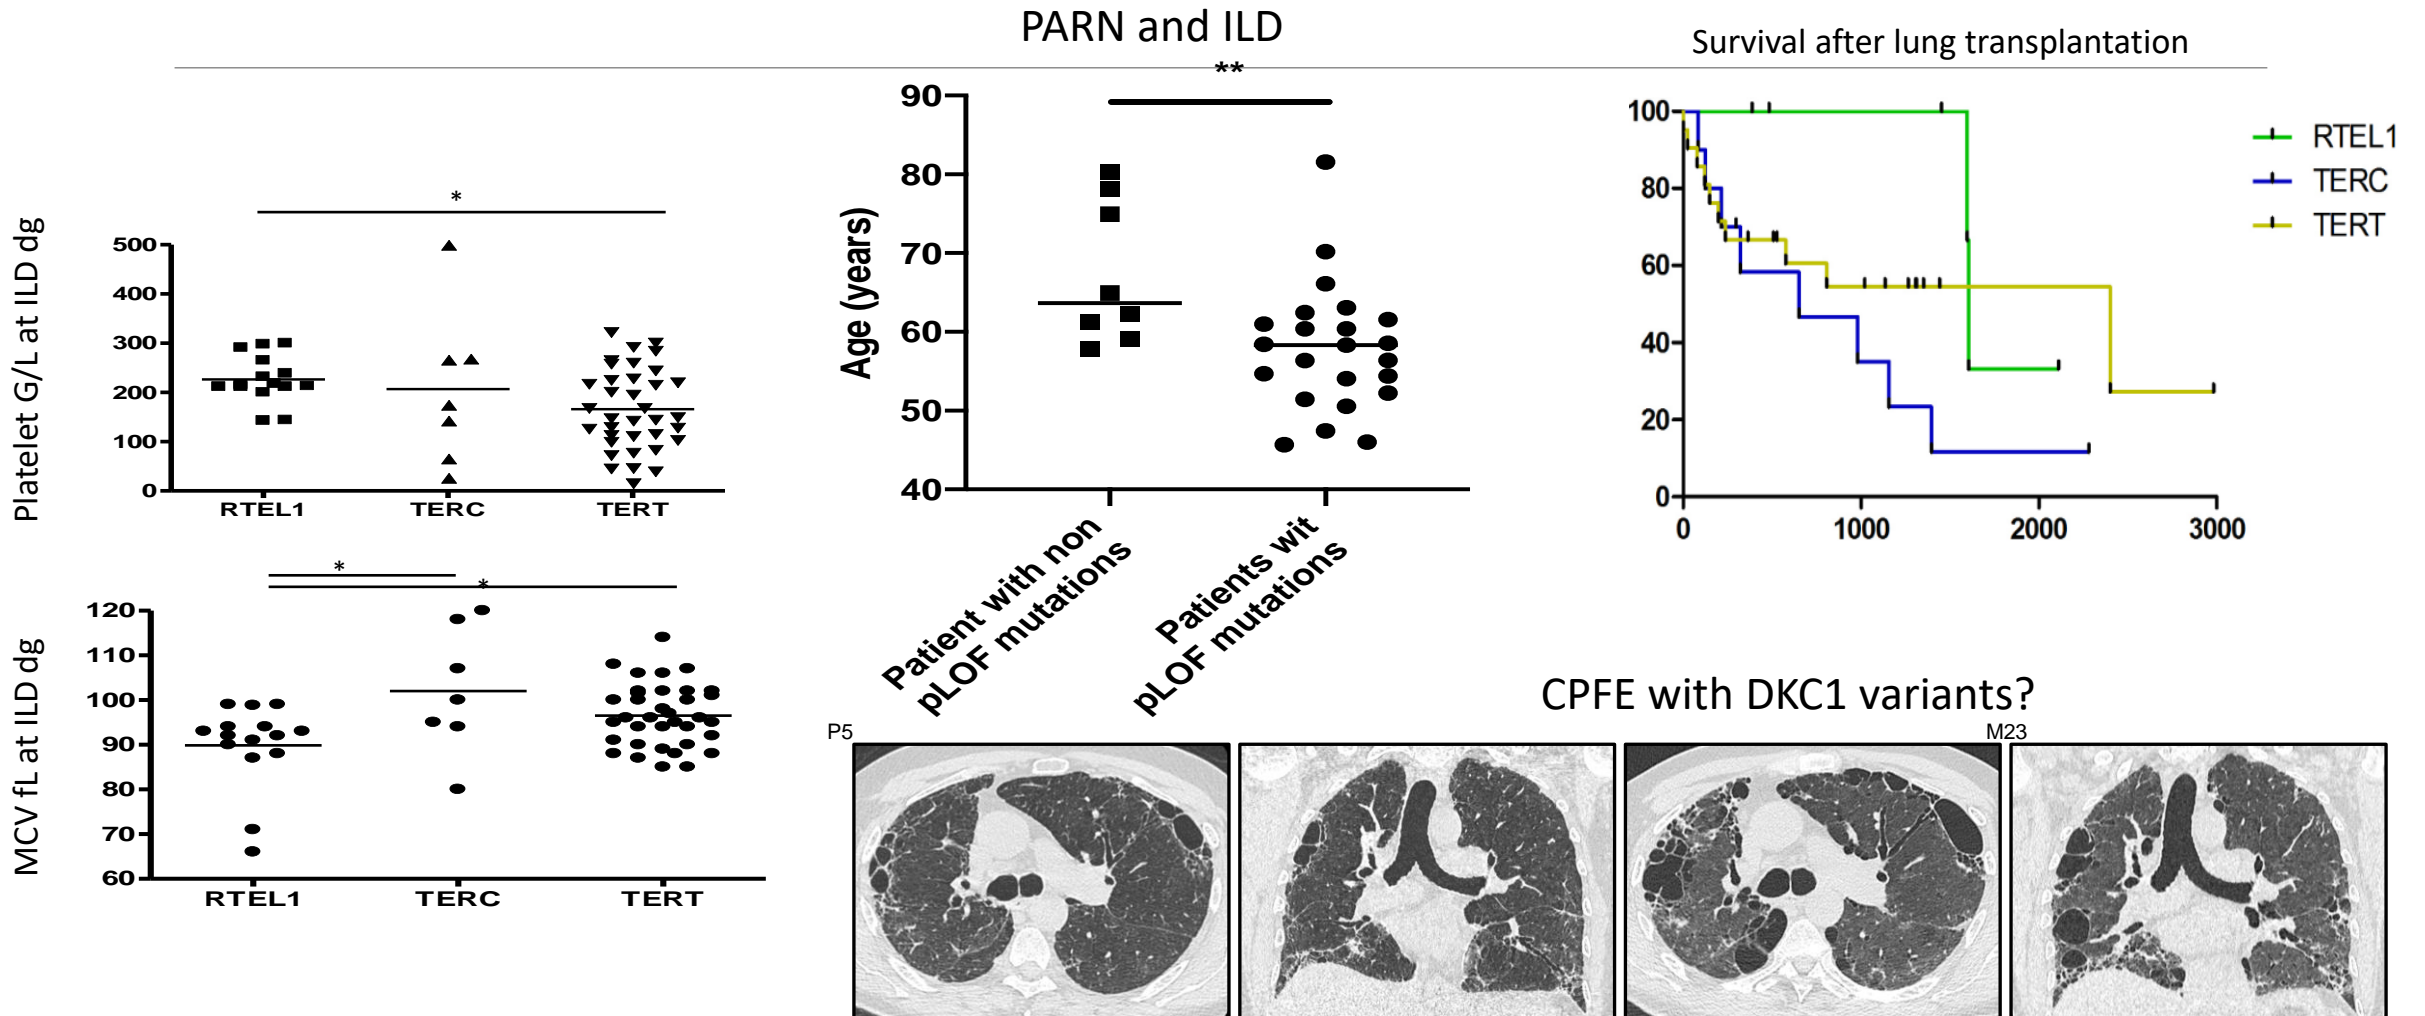 PARN and ILD
Survival after lung transplantation
Platelet G/L at ILD dg
*
500
400
300
200
100
0
RTEL1
TERC
TERT
MCV fL at ILD dg
*
*
120
110
100
90
80
70
60
RTEL1
TERC
TERT
**
Age (years)
90
80
70
60
50
40
Patient with non
pLOF mutations
Patients wit
pLOF mutations
100
80
60
40
20
0
0
1000
2000
3000
RTEL1
TERC
TERT
CPFE with DKC1 variants?
P5
M23